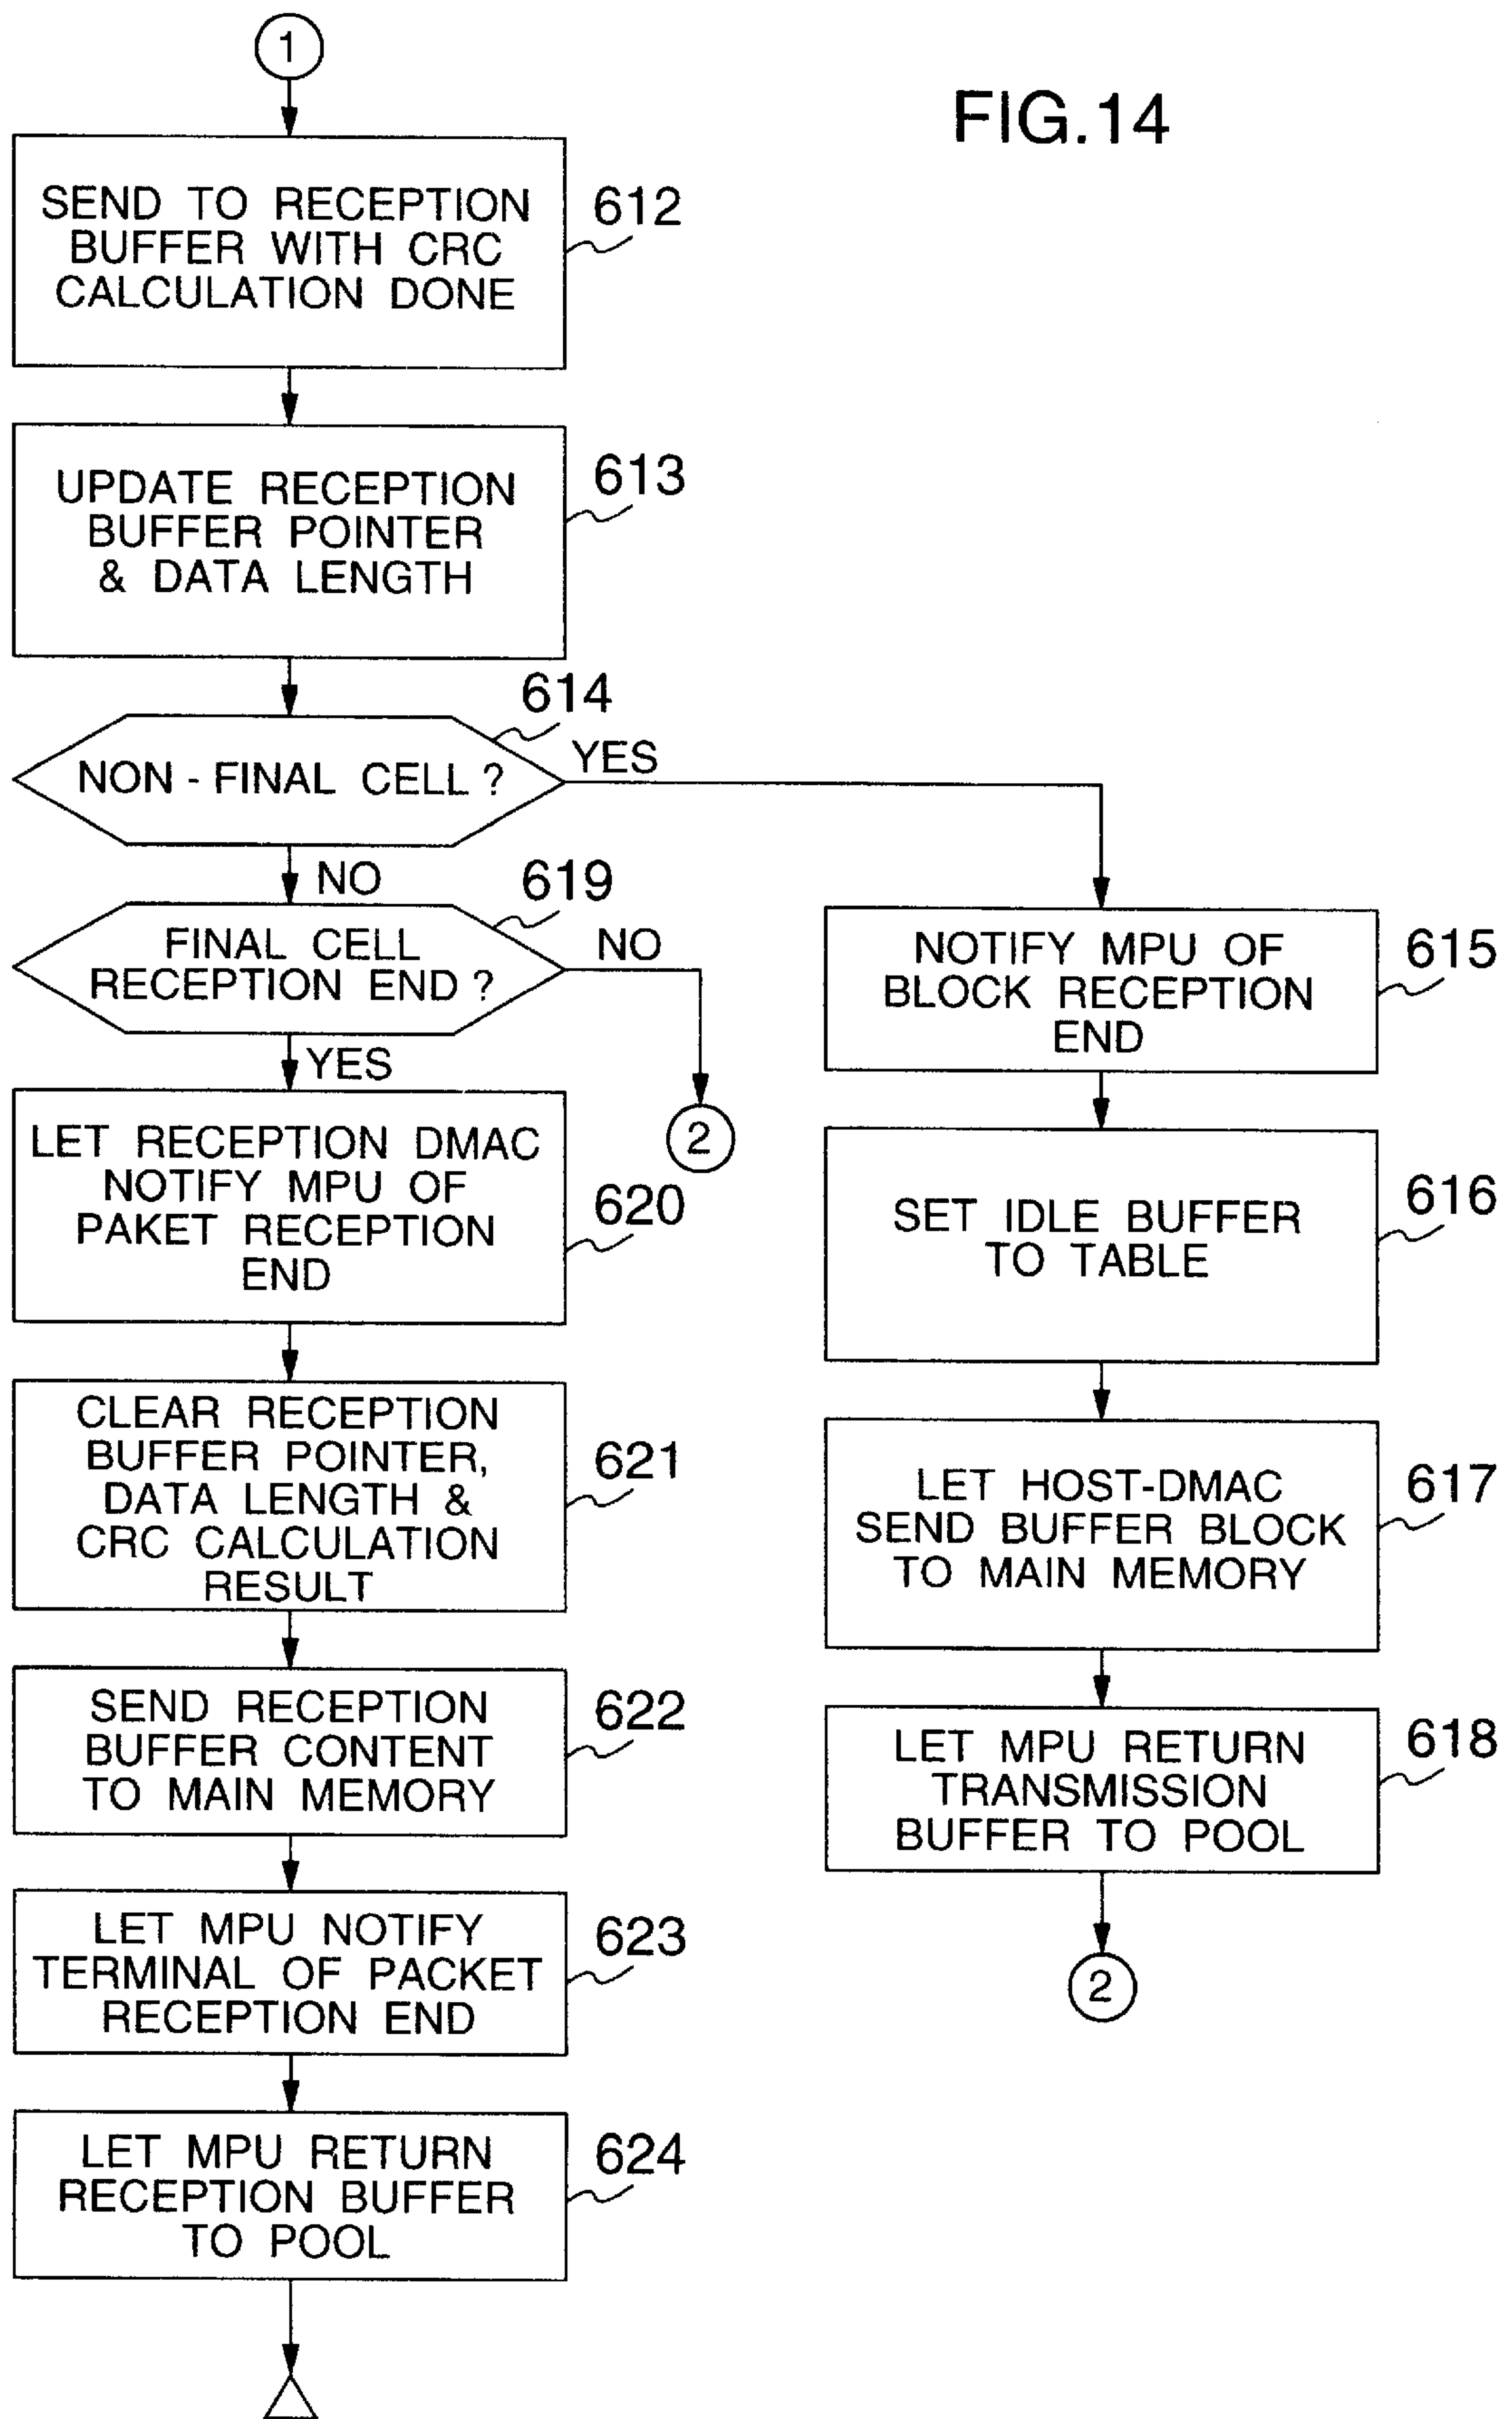 1
FIG.14
SEND TO RECEPTION
BUFFER WITH CRC
CALCULATION DONE
612
UPDATE RECEPTION
BUFFER POINTER
& DATA LENGTH
613
614
NON - FINAL CELL ?
YES
NO
619
FINAL CELL
RECEPTION END ?
NO
YES
2
LET RECEPTION DMAC
NOTIFY MPU OF
PAKET RECEPTION
END
620
CLEAR RECEPTION
BUFFER POINTER,
DATA LENGTH &
CRC CALCULATION
RESULT
621
SEND RECEPTION
BUFFER CONTENT
TO MAIN MEMORY
622
LET MPU NOTIFY
TERMINAL OF PACKET
RECEPTION END
623
LET MPU RETURN
RECEPTION BUFFER
TO POOL
624
NOTIFY MPU OF
BLOCK RECEPTION
END
615
SET IDLE BUFFER
TO TABLE
616
LET HOST-DMAC
SEND BUFFER BLOCK
TO MAIN MEMORY
617
LET MPU RETURN
TRANSMISSION
BUFFER TO POOL
618
2